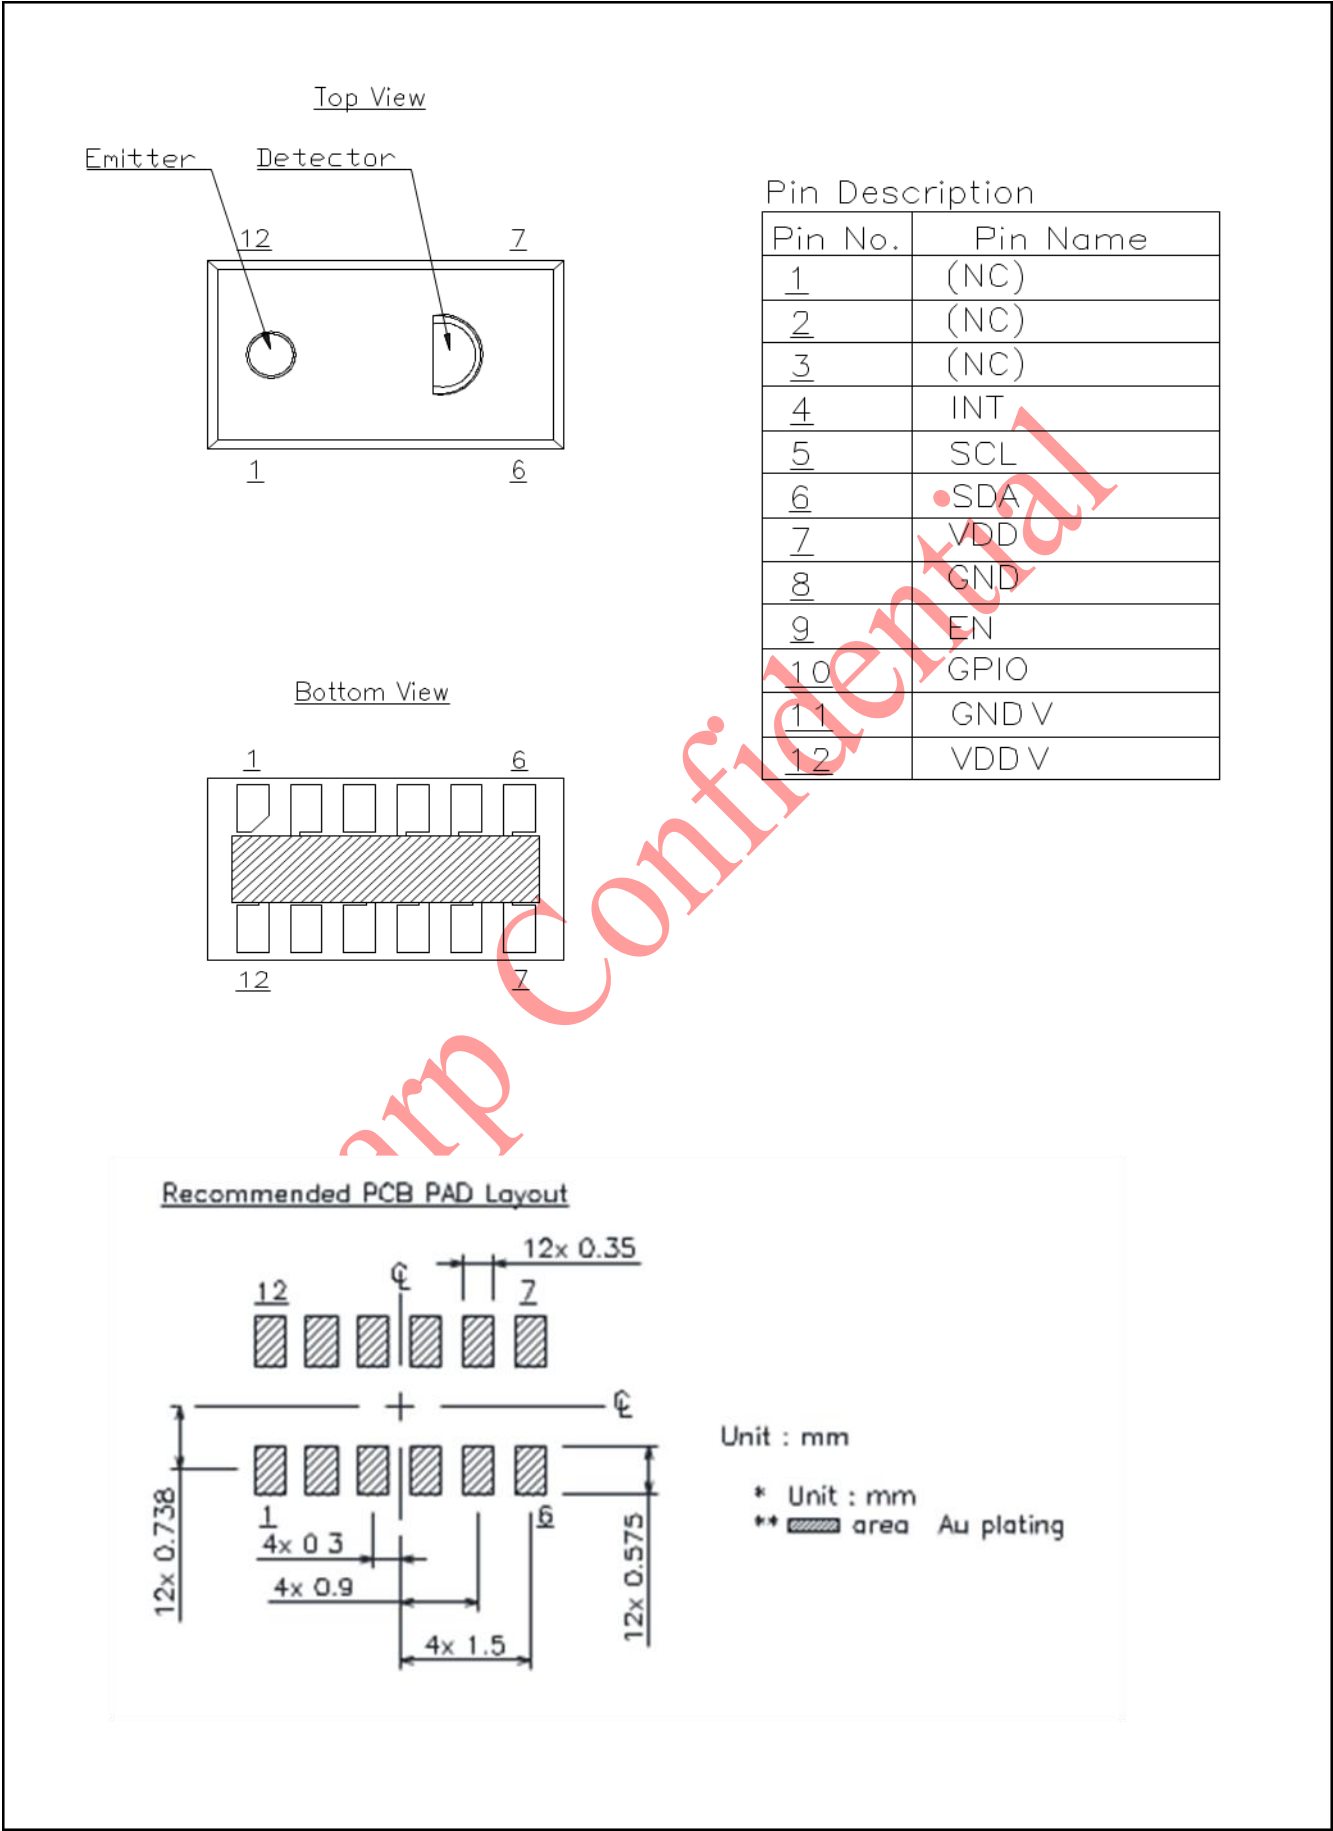 Top View
Emitter Detector
12 7
1 6
Pin Description
Pin No. Pin Name
1 (NC)
2 (NC)
3 (NC)
4 INT
5 SCL
6 SDA
7 VDD
8 GND
9 EN
10 GPIO
11 GNDV
12 VDDV
Bottom View
1 6
12 7
arp Confidential
Recommended PCB PAD Layout
12x 0.35
℄
12 7
℄
1 6
12x 0.738
4x 0 3
4x 0.9
4x 1.5
12x 0.575
Unit : mm
* Unit : mm
** area Au plating